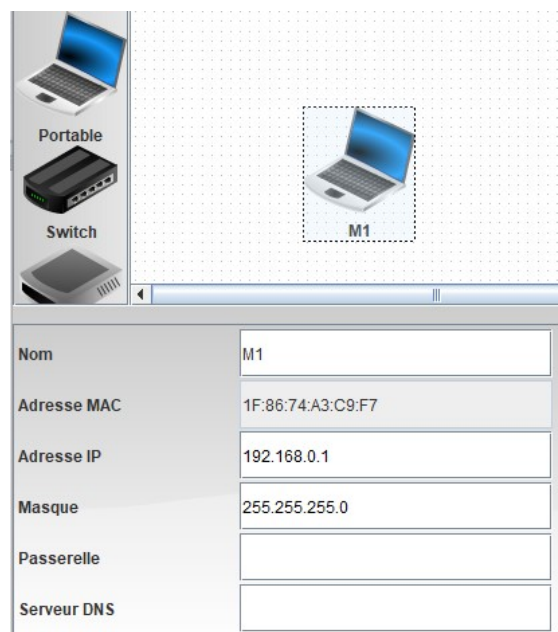 Portable
Switch
M1
Nom M1
Adresse MAC 1F:86:74:A3:C9:F7
Adresse IP 192.168.0.1
Masque 255.255.255.0
Passerelle
Serveur DNS